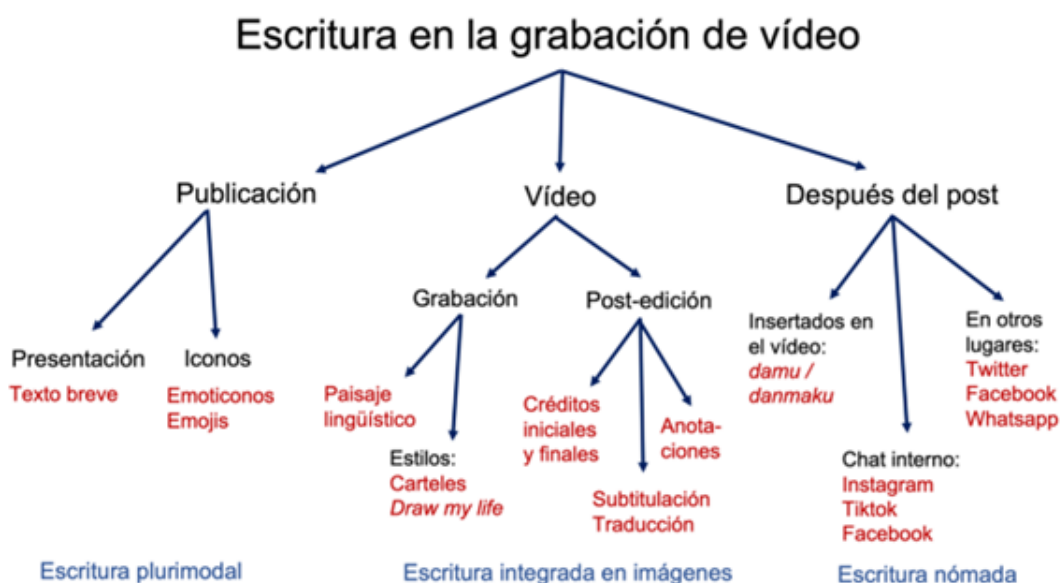 Escritura en la grabación de vídeo
Publicación
Vídeo
Después del post
Presentación
Texto breve
Iconos
Emoticonos
Emojis
Grabación
Paisaje
lingüístico
Estilos:
Carteles
Draw my life
Post-edición
Créditos
iniciales
y finales
Subtitulación
Traducción
Anota-
ciones
Insertados en
el vídeo:
damu /
danmaku
Chat interno:
Instagram
Tiktok
Facebook
En otros
lugares:
Twitter
Facebook
Whatsapp
Escritura plurimodal
Escritura integrada en imágenes
Escritura nómada